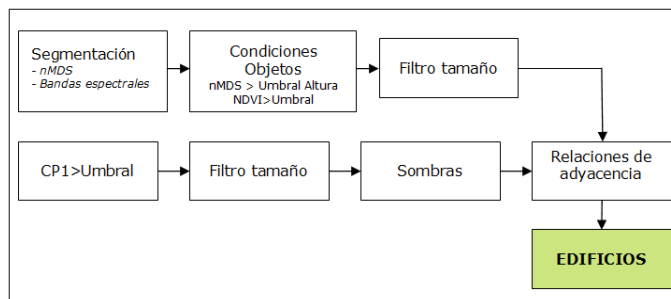 Segmentación
- nMDS
- Bandas espectrales
Condiciones
Objetos
nMDS > Umbral Altura
NDVI>Umbral
Filtro tamaño
CP1>Umbral
Filtro tamaño
Sombras
Relaciones de
adyacencia
EDIFICIOS